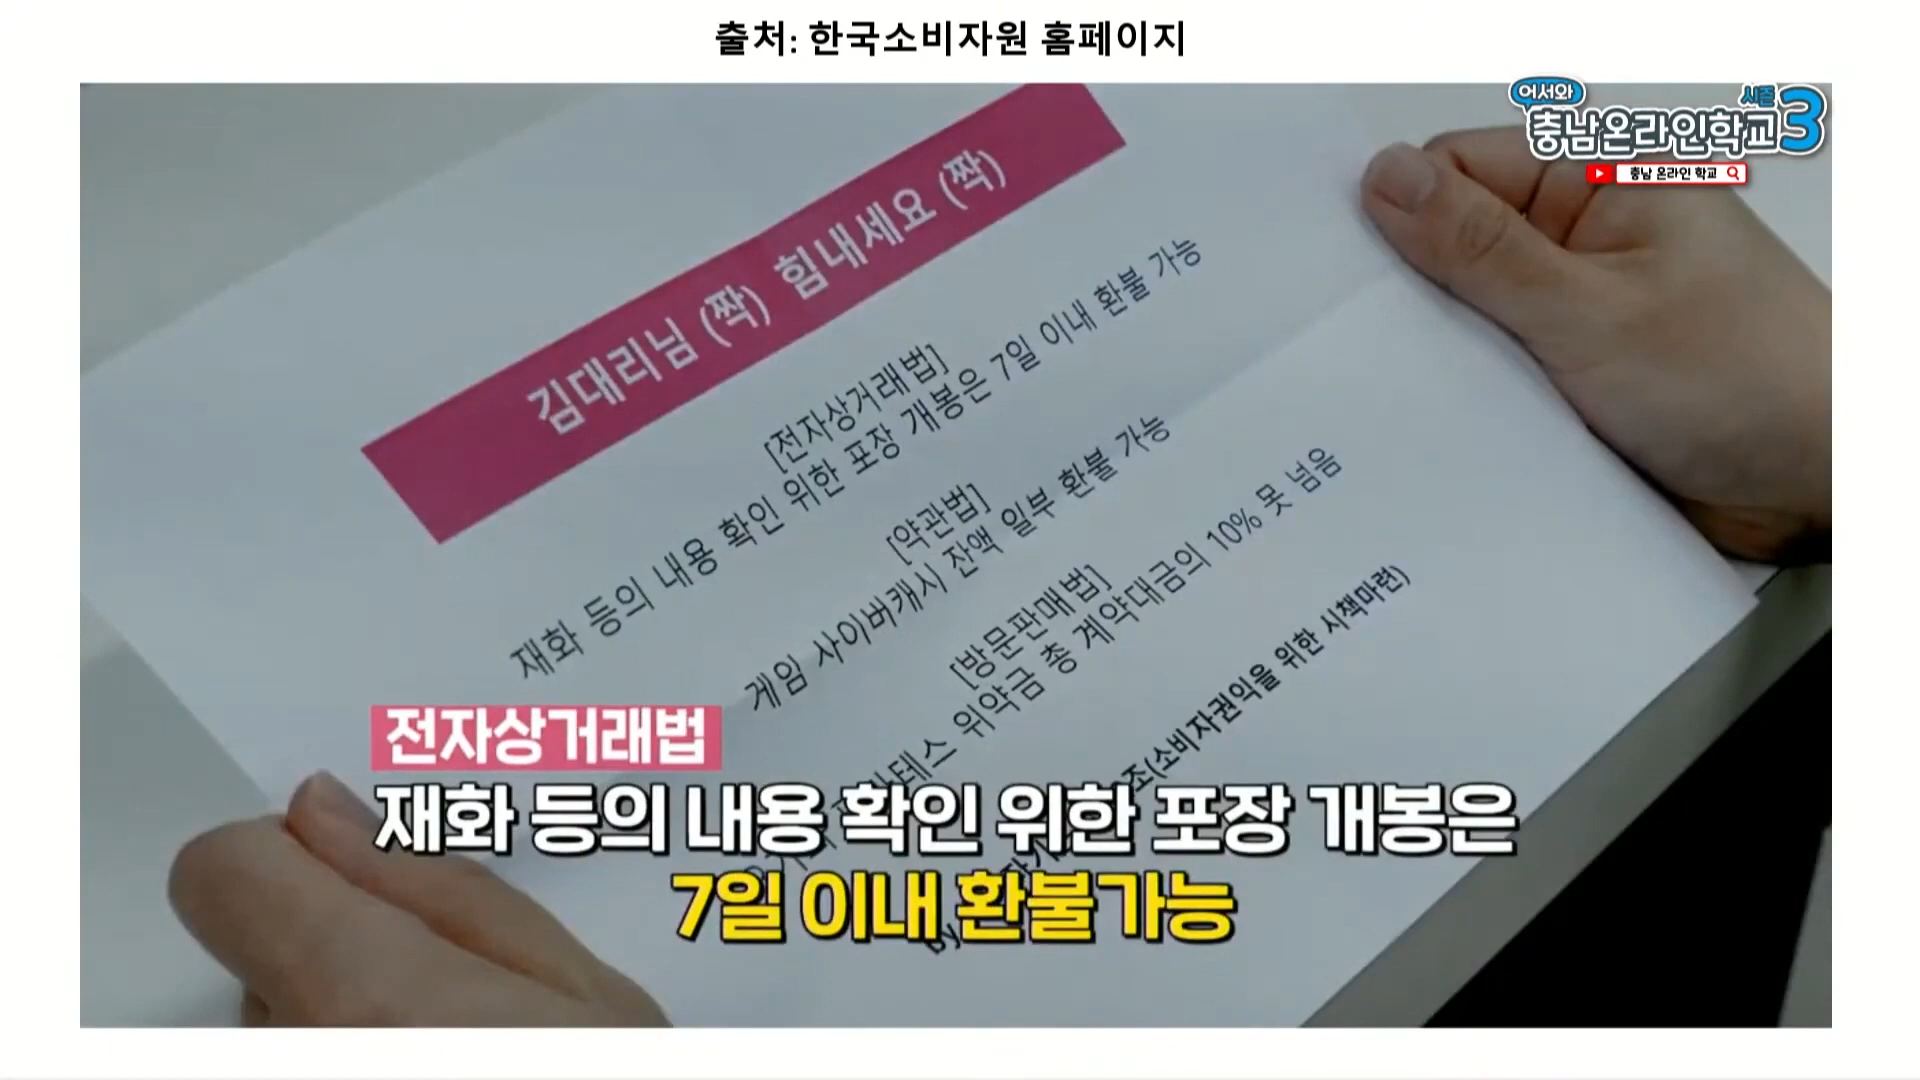 출처: 한국소비자원 홈페이지
어서와
시즌
충남온라인학교3
충남 온라인 학교
김대리님 (짝) 힘내세요 (짝)
[전자상거래법]
재화 등의 내용 확인 위한 포장 개봉은 7일 이내 환불 가능
[약관법]
게임 사이버캐시 잔액 일부 환불 가능
[방문판매법]
위약금 총 계약대금의 10% 못 넘음
조(소비자권익을 위한 시책마련)
by
전자상거래법
재화 등의 내용 확인 위한 포장 개봉은
7일 이내 환불가능